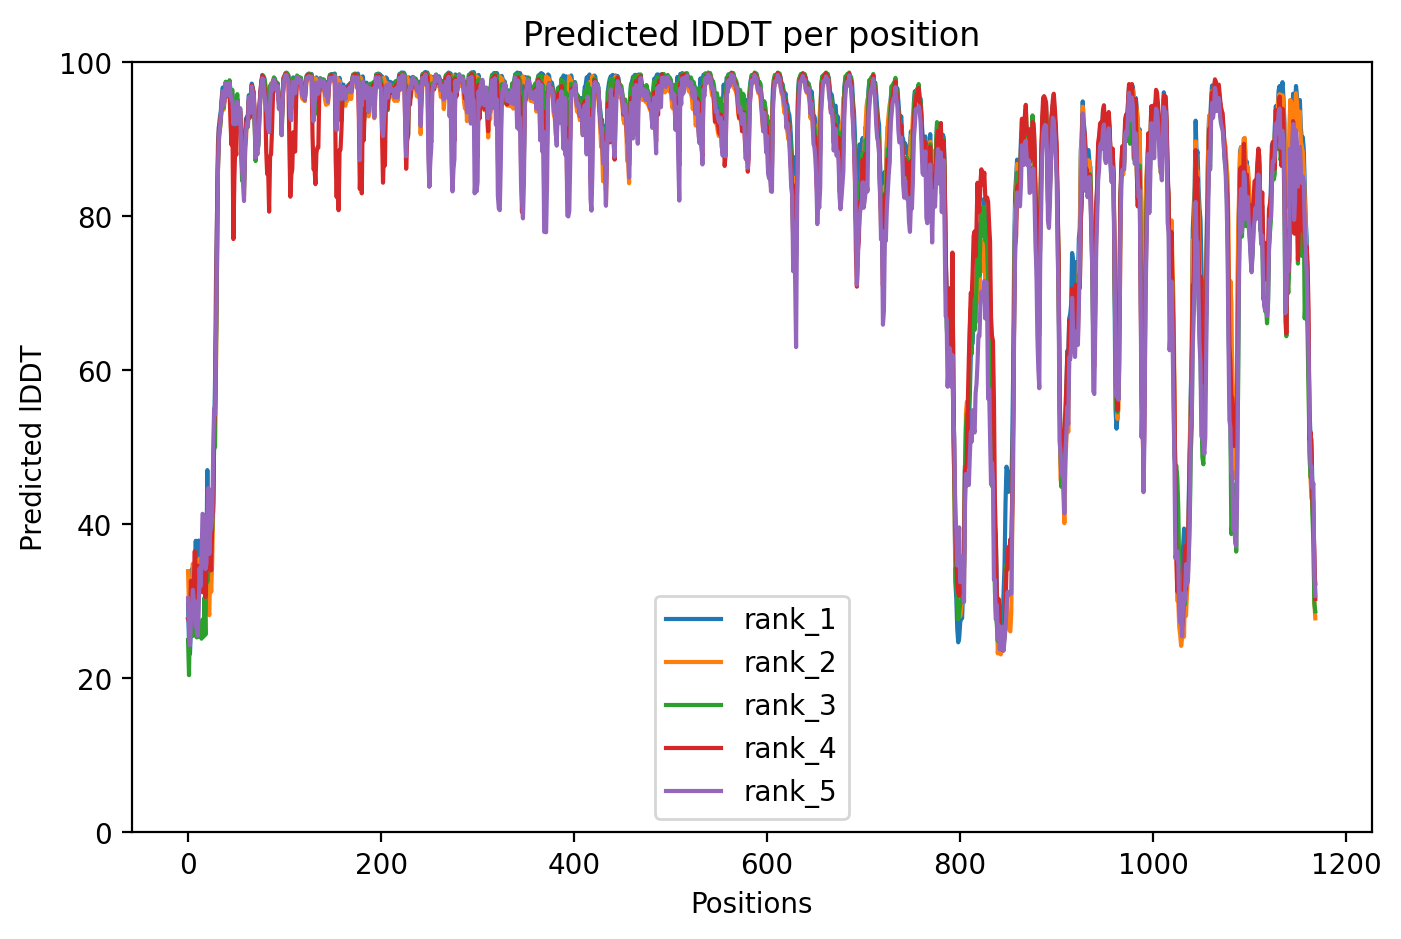 Predicted lDDT per position
100
80
60
40
20
0
Predicted lDDT
rank_1
rank_2
rank_3
rank_4
rank_5
0 200 400 600 800 1000 1200
Positions